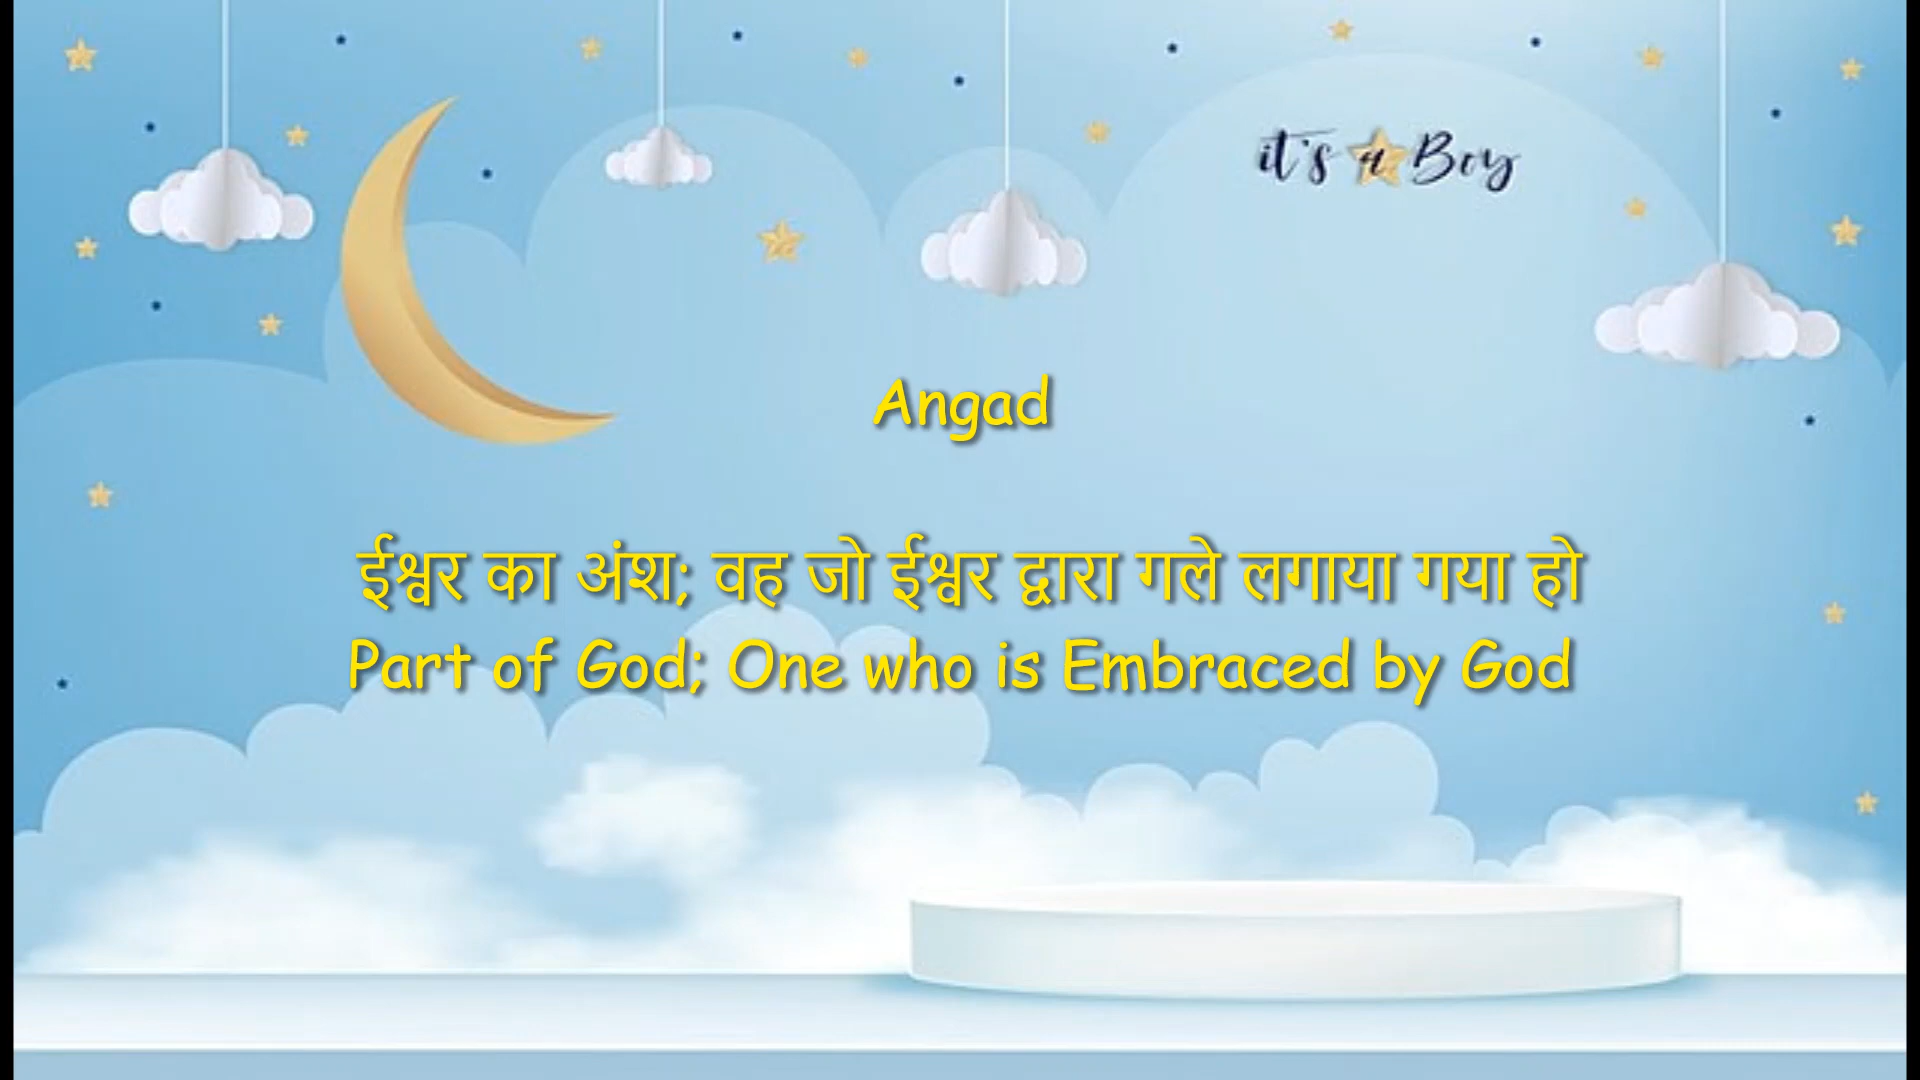 it's a Boy
Angad
ईश्वर का अंश; वह जो ईश्वर द्वारा गले लगाया गया हो
Part of God; One who is Embraced by God